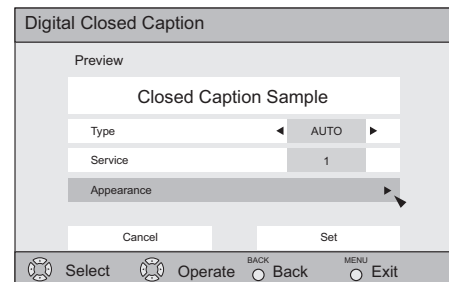 Digital Closed Caption
Preview
Closed Caption Sample
Type ◀ AUTO ▶
Service 1
Appearance ▶
Cancel Set
Select Operate BACK Back MENU Exit